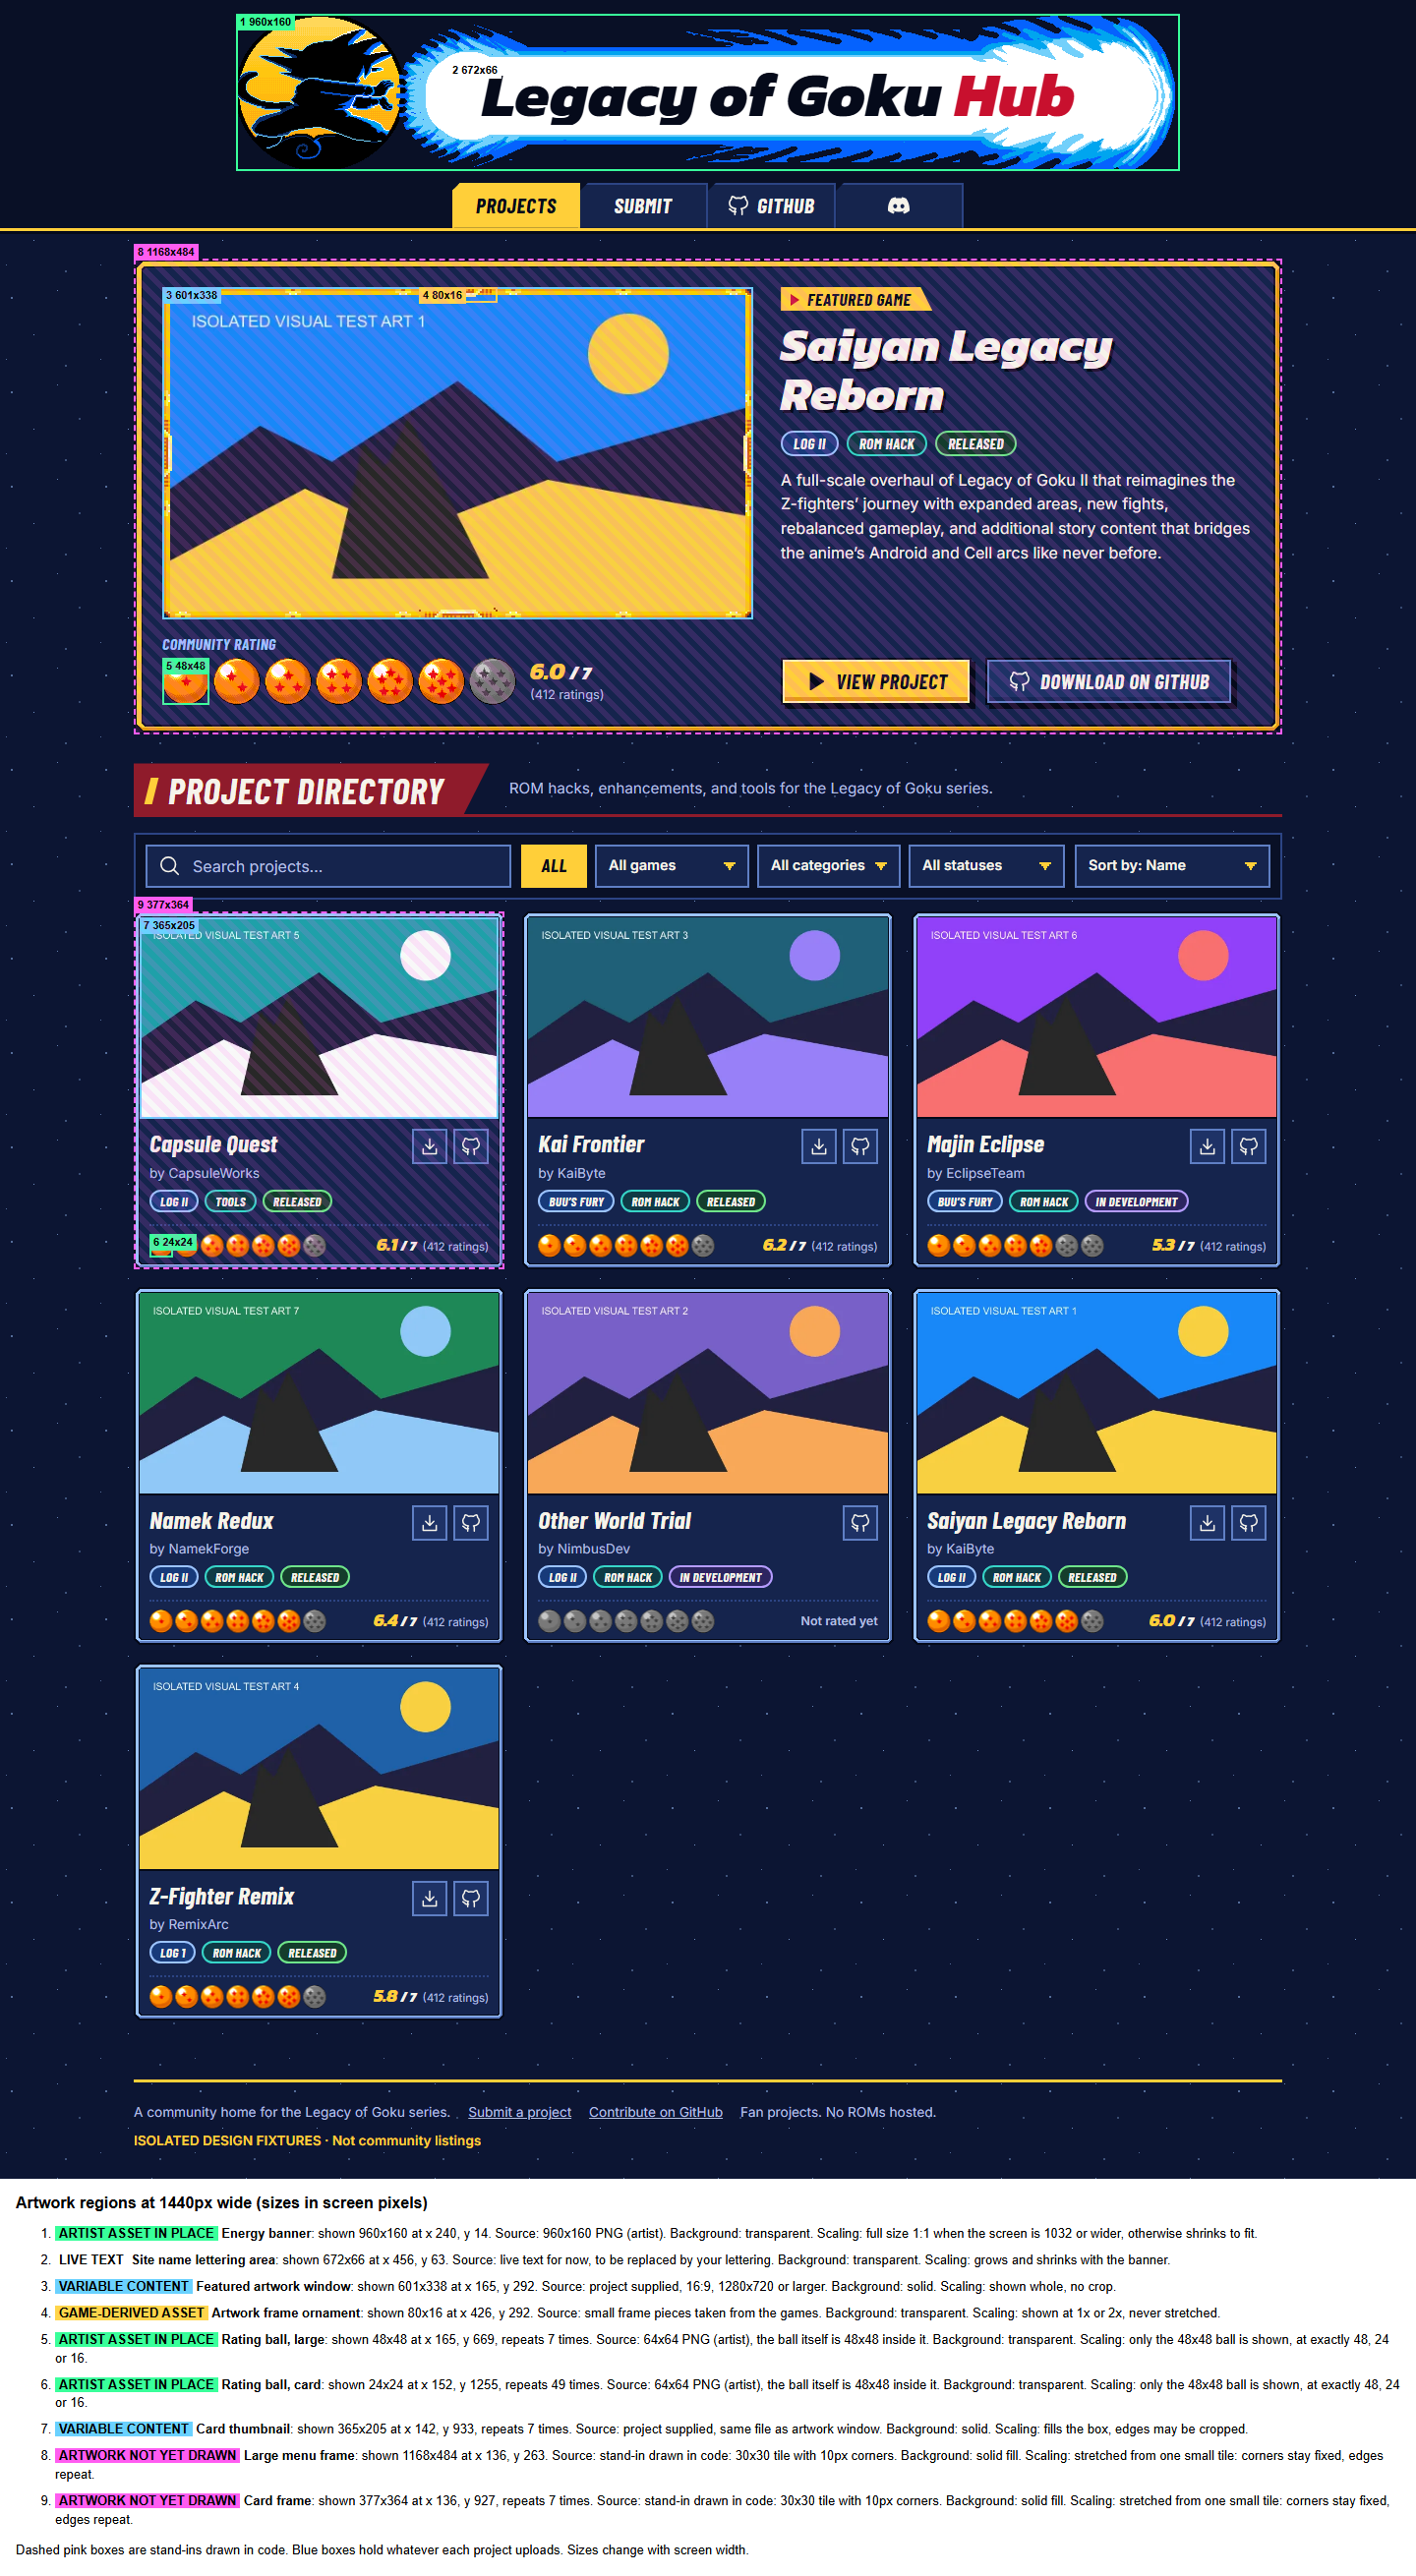 1 960x160
2 672x66
Legacy of Goku Hub
PROJECTS
SUBMIT
GITHUB
8 1168x484
3 601x338
4 80x16
ISOLATED VISUAL TEST ART 1
FEATURED GAME
Saiyan Legacy
Reborn
LOG II
ROM HACK
RELEASED
A full-scale overhaul of Legacy of Goku II that reimagines the
Z-fighters’ journey with expanded areas, new fights,
rebalanced gameplay, and additional story content that bridges
the anime’s Android and Cell arcs like never before.
COMMUNITY RATING
5 48x48
6.0 / 7
(412 ratings)
VIEW PROJECT
DOWNLOAD ON GITHUB
PROJECT DIRECTORY
ROM hacks, enhancements, and tools for the Legacy of Goku series.
Search projects...
ALL
All games
All categories
All statuses
Sort by: Name
9 377x364
7 365x205
ISOLATED VISUAL TEST ART 5
Capsule Quest
by CapsuleWorks
LOG II
TOOLS
RELEASED
6 24x24
6.1 / 7 (412 ratings)
ISOLATED VISUAL TEST ART 3
Kai Frontier
by KaiByte
BUU'S FURY
ROM HACK
RELEASED
6.2 / 7 (412 ratings)
ISOLATED VISUAL TEST ART 6
Majin Eclipse
by EclipseTeam
BUU'S FURY
ROM HACK
IN DEVELOPMENT
5.3 / 7 (412 ratings)
ISOLATED VISUAL TEST ART 7
Namek Redux
by NamekForge
LOG II
ROM HACK
RELEASED
6.4 / 7 (412 ratings)
ISOLATED VISUAL TEST ART 2
Other World Trial
by NimbusDev
LOG II
ROM HACK
IN DEVELOPMENT
Not rated yet
ISOLATED VISUAL TEST ART 1
Saiyan Legacy Reborn
by KaiByte
LOG II
ROM HACK
RELEASED
6.0 / 7 (412 ratings)
ISOLATED VISUAL TEST ART 4
Z-Fighter Remix
by RemixArc
LOG 1
ROM HACK
RELEASED
5.8 / 7 (412 ratings)
A community home for the Legacy of Goku series. Submit a project Contribute on GitHub Fan projects. No ROMs hosted.
ISOLATED DESIGN FIXTURES · Not community listings
Artwork regions at 1440px wide (sizes in screen pixels)
1. ARTIST ASSET IN PLACE Energy banner: shown 960x160 at x 240, y 14. Source: 960x160 PNG (artist). Background: transparent. Scaling: full size 1:1 when the screen is 1032 or wider, otherwise shrinks to fit.
2. LIVE TEXT Site name lettering area: shown 672x66 at x 456, y 63. Source: live text for now, to be replaced by your lettering. Background: transparent. Scaling: grows and shrinks with the banner.
3. VARIABLE CONTENT Featured artwork window: shown 601x338 at x 165, y 292. Source: project supplied, 16:9, 1280x720 or larger. Background: solid. Scaling: shown whole, no crop.
4. GAME-DERIVED ASSET Artwork frame ornament: shown 80x16 at x 426, y 292. Source: small frame pieces taken from the games. Background: transparent. Scaling: shown at 1x or 2x, never stretched.
5. ARTIST ASSET IN PLACE Rating ball, large: shown 48x48 at x 165, y 669, repeats 7 times. Source: 64x64 PNG (artist), the ball itself is 48x48 inside it. Background: transparent. Scaling: only the 48x48 ball is shown, at exactly 48, 24
or 16.
6. ARTIST ASSET IN PLACE Rating ball, card: shown 24x24 at x 152, y 1255, repeats 49 times. Source: 64x64 PNG (artist), the ball itself is 48x48 inside it. Background: transparent. Scaling: only the 48x48 ball is shown, at exactly 48, 24
or 16.
7. VARIABLE CONTENT Card thumbnail: shown 365x205 at x 142, y 933, repeats 7 times. Source: project supplied, same file as artwork window. Background: solid. Scaling: fills the box, edges may be cropped.
8. ARTWORK NOT YET DRAWN Large menu frame: shown 1168x484 at x 136, y 263. Source: stand-in drawn in code: 30x30 tile with 10px corners. Background: solid fill. Scaling: stretched from one small tile: corners stay fixed, edges
repeat.
9. ARTWORK NOT YET DRAWN Card frame: shown 377x364 at x 136, y 927, repeats 7 times. Source: stand-in drawn in code: 30x30 tile with 10px corners. Background: solid fill. Scaling: stretched from one small tile: corners stay fixed,
edges repeat.
Dashed pink boxes are stand-ins drawn in code. Blue boxes hold whatever each project uploads. Sizes change with screen width.